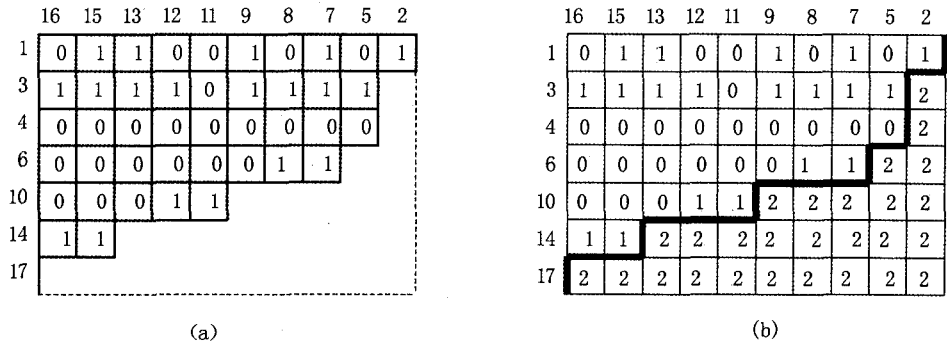 16 15 13 12 11 9 8 7 5 2
1 0 1 1 0 0 1 0 1 0 1
3 1 1 1 1 0 1 1 1 1
4 0 0 0 0 0 0 0 0 0
6 0 0 0 0 0 0 1 1
10 0 0 0 1 1
14 1 1
17
(a)
16 15 13 12 11 9 8 7 5 2
1 0 1 1 0 0 1 0 1 0 1
3 1 1 1 1 0 1 1 1 1 2
4 0 0 0 0 0 0 0 0 0 2
6 0 0 0 0 0 0 1 1 2 2
10 0 0 0 1 1 2 2 2 2 2
14 1 1 2 2 2 2 2 2 2 2
17 2 2 2 2 2 2 2 2 2 2
(b)